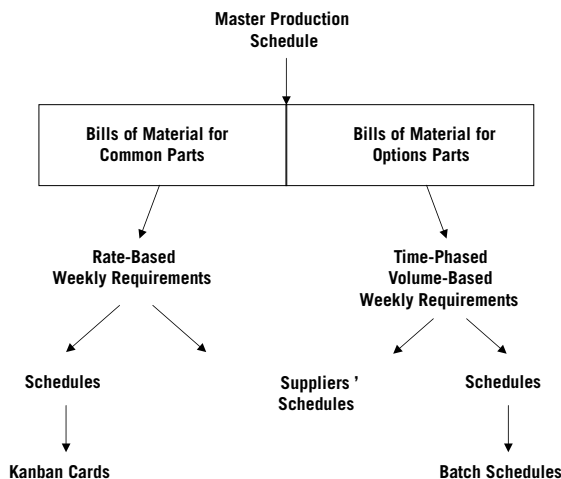 Master Production
Schedule
Bills of Material for
Common Parts
Bills of Material for
Options Parts
Rate-Based
Weekly Requirements
Time-Phased
Volume-Based
Weekly Requirements
Schedules
Suppliers ’
Schedules
Schedules
Kanban Cards
Batch Schedules